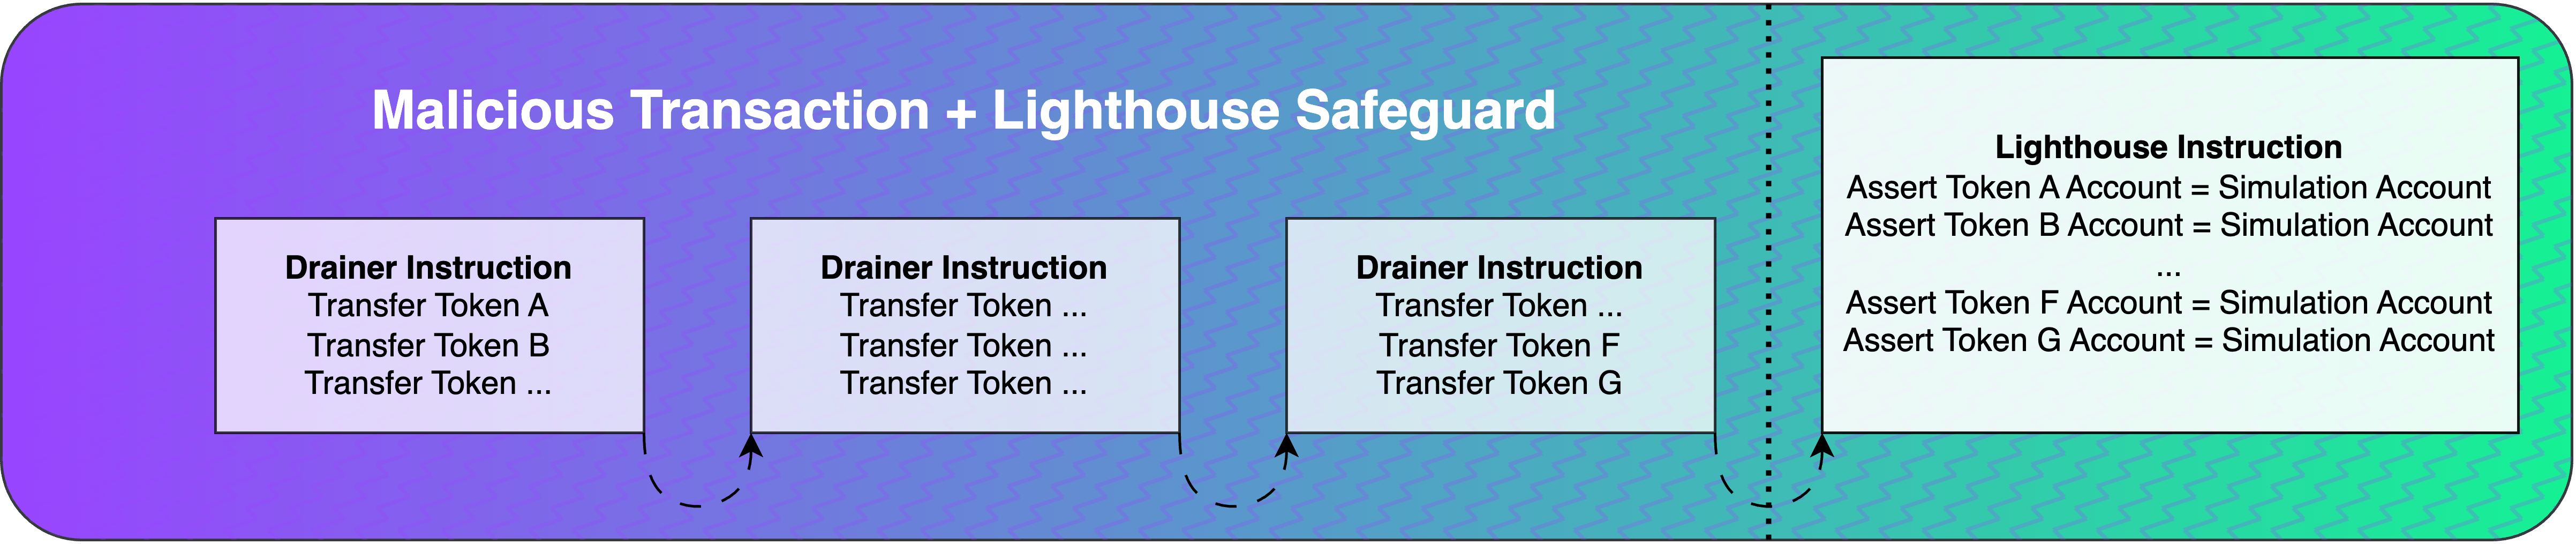 Malicious Transaction + Lighthouse Safeguard
Drainer Instruction
Transfer Token A
Transfer Token B
Transfer Token ...
Drainer Instruction
Transfer Token ...
Transfer Token ...
Transfer Token ...
Drainer Instruction
Transfer Token ...
Transfer Token F
Transfer Token G
Lighthouse Instruction
Assert Token A Account = Simulation Account
Assert Token B Account = Simulation Account
...
Assert Token F Account = Simulation Account
Assert Token G Account = Simulation Account